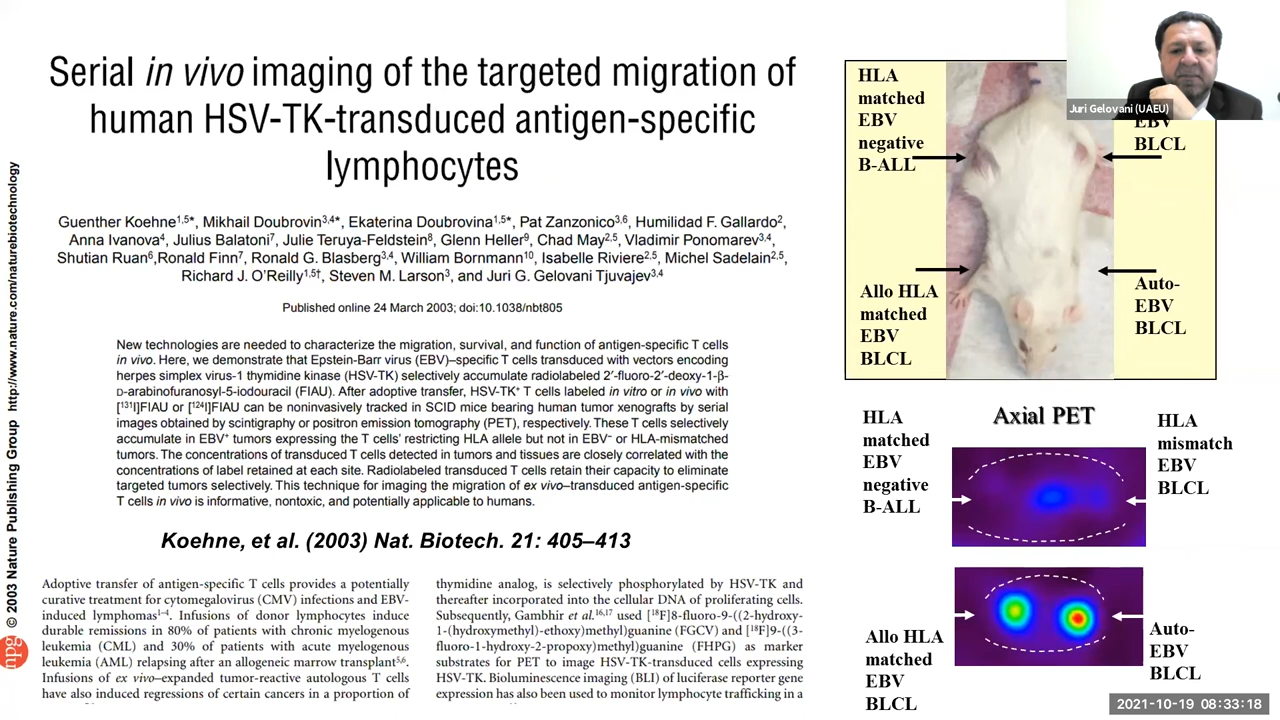 Serial in vivo imaging of the targeted migration of
human HSV-TK-transduced antigen-specific
lymphocytes
Guenther Koehne1,5*, Mikhail Doubrovin3,4*, Ekaterina Doubrovina1,5*, Pat Zanzonico3,6, Humilidad F. Gallardo2,
Anna Ivanova4, Julius Balatoni7, Julie Teruya-Feldstein8, Glenn Heller9, Chad May2,5, Vladimir Ponomarev3,4,
Shutian Ruan6,Ronald Finn7, Ronald G. Blasberg3,4, William Bornmann10, Isabelle Riviere2,5, Michel Sadelain2,5,
Richard J. O'Reilly1,5†, Steven M. Larson3, and Juri G. Gelovani Tjuvajev3,4
Published online 24 March 2003; doi:10.1038/nbt805
New technologies are needed to characterize the migration, survival, and function of antigen-specific T cells
in vivo. Here, we demonstrate that Epstein-Barr virus (EBV)–specific T cells transduced with vectors encoding
herpes simplex virus-1 thymidine kinase (HSV-TK) selectively accumulate radiolabeled 2′-fluoro-2′-deoxy-1-β-
D-arabinofuranosyl-5-iodouracil (FIAU). After adoptive transfer, HSV-TK+ T cells labeled in vitro or in vivo with
[131I]FIAU or [124I]FIAU can be noninvasively tracked in SCID mice bearing human tumor xenografts by serial
images obtained by scintigraphy or positron emission tomography (PET), respectively. These T cells selectively
accumulate in EBV+ tumors expressing the T cells' restricting HLA allele but not in EBV– or HLA-mismatched
tumors. The concentrations of transduced T cells detected in tumors and tissues are closely correlated with the
concentrations of label retained at each site. Radiolabeled transduced T cells retain their capacity to eliminate
targeted tumors selectively. This technique for imaging the migration of ex vivo–transduced antigen-specific
T cells in vivo is informative, nontoxic, and potentially applicable to humans.
Koehne, et al. (2003) Nat. Biotech. 21: 405–413
Adoptive transfer of antigen-specific T cells provides a potentially
curative treatment for cytomegalovirus (CMV) infections and EBV-
induced lymphomas1–4. Infusions of donor lymphocytes induce
durable remissions in 80% of patients with chronic myelogenous
leukemia (CML) and 30% of patients with acute myelogenous
leukemia (AML) relapsing after an allogeneic marrow transplant5,6.
Infusions of ex vivo–expanded tumor-reactive autologous T cells
have also induced regressions of certain cancers in a proportion of
thymidine analog, is selectively phosphorylated by HSV-TK and
thereafter incorporated into the cellular DNA of proliferating cells.
Subsequently, Gambhir et al.16,17 used [18F]8-fluoro-9-((2-hydroxy-
1-(hydroxymethyl)-ethoxy)methyl)guanine (FGCV) and [18F]9-((3-
fluoro-1-hydroxy-2-propoxy)methyl)guanine (FHPG) as marker
substrates for PET to image HSV-TK-transduced cells expressing
HSV-TK. Bioluminescence imaging (BLI) of luciferase reporter gene
expression has also been used to monitor lymphocyte trafficking in a
© 2003 Nature Publishing Group http://www.nature.com/naturebiotechnology
npg
HLA
matched
EBV
negative
B-ALL
EBV
BLCL
Allo HLA
matched
EBV
BLCL
Auto-
EBV
BLCL
Juri Gelovani (UAEU)
Axial PET
HLA
matched
EBV
negative
B-ALL
HLA
mismatch
EBV
BLCL
Allo HLA
matched
EBV
BLCL
Auto-
EBV
BLCL
2021-10-19 08:33:18